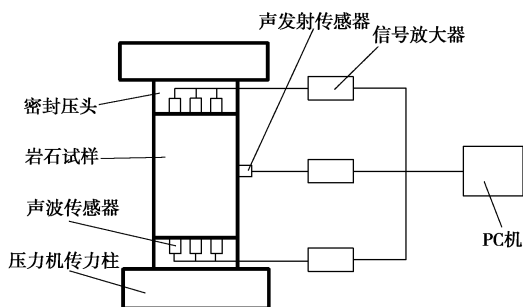 声发射传感器
信号放大器
密封压头
岩石试样
声波传感器
PC机
压力机传力柱